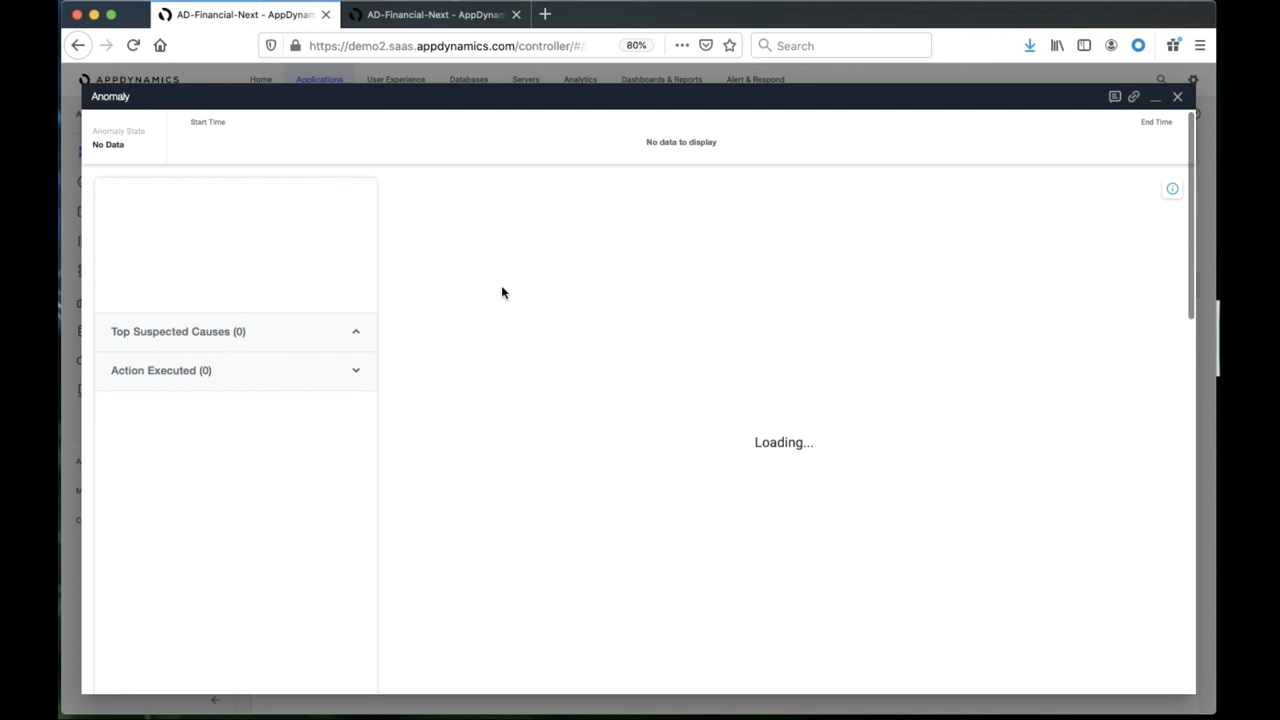 AD-Financial-Next - AppDynam
AD-Financial-Next - AppDynam
https://demo2.saas.appdynamics.com/controller/#/
80%
Search
APPDYNAMICS
Home
Applications
User Experience
Databases
Servers
Analytics
Dashboards & Reports
Alert & Respond
Anomaly
Anomaly State
No Data
Start Time
No data to display
End Time
Top Suspected Causes (0)
Action Executed (0)
Loading...